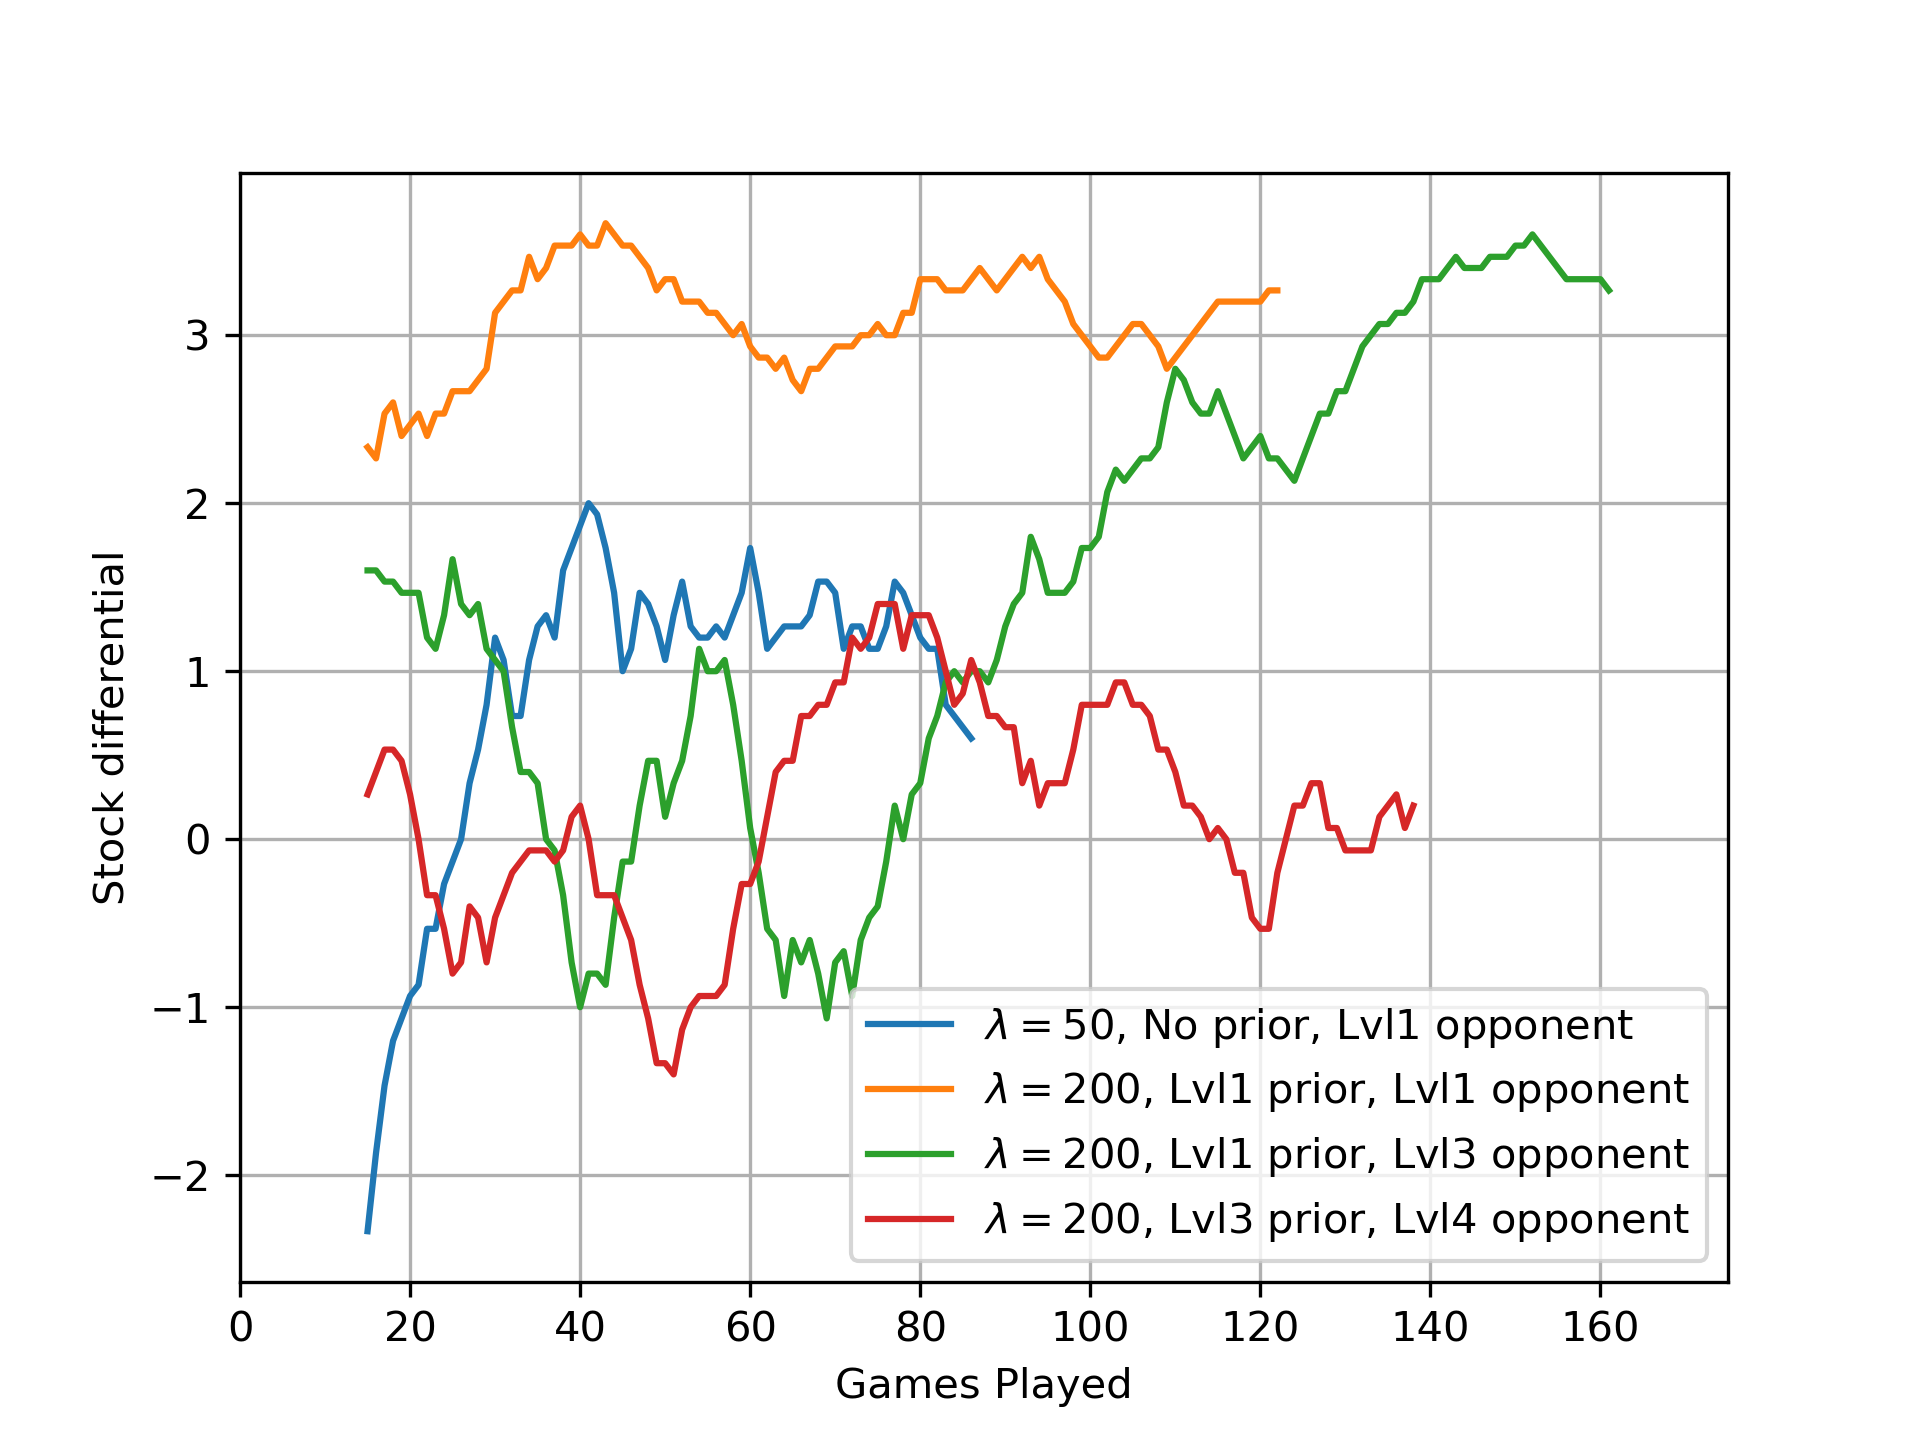 3
2
1
0
−1
−2
Stock differential
λ = 50, No prior, Lvl1 opponent
λ = 200, Lvl1 prior, Lvl1 opponent
λ = 200, Lvl1 prior, Lvl3 opponent
λ = 200, Lvl3 prior, Lvl4 opponent
0 20 40 60 80 100 120 140 160
Games Played